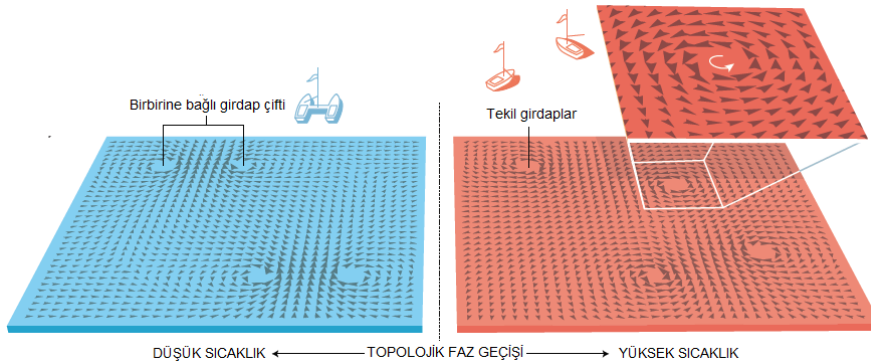 Birbirine bağlı girdap çifti
Tekil girdaplar
DÜŞÜK SICAKLIK
TOPOLOJİK FAZ GEÇİŞİ
YÜKSEK SICAKLIK